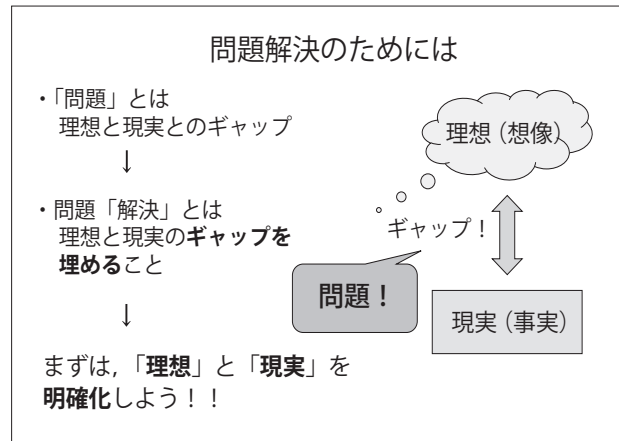 問題解決のためには
・「問題」とは
理想と現実とのギャップ
↓
・問題「解決」とは
理想と現実のギャップを
埋めること
↓
まずは,「理想」と「現実」を
明確化しよう！！
理想（想像）
ギャップ！
問題！
現実（事実）